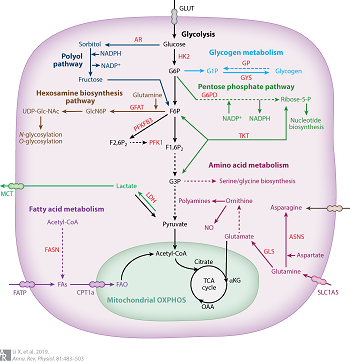 GLUT
Glycolysis
Sorbitol
AR
Glucose
Polyol
pathway
NADPH
NADP⁺
HK2
Fructose
G6P
G1P
GP
GYS
Glycogen
Glycogen metabolism
Pentose phosphate pathway
G6PD
Ribose-5-P
NADP⁺
NADPH
Nucleotide
biosynthesis
TKT
Hexosamine biosynthesis
pathway
Glutamine
UDP-Glc-NAc
GlcN6P
GFAT
F6P
N-glycosylation
O-glycosylation
PFKFB3
F2,6P₂
PFK1
F1,6P₂
Amino acid metabolism
G3P
Serine/glycine biosynthesis
MCT
Lactate
LDH
Polyamines
Ornithine
Asparagine
NO
Pyruvate
Glutamate
ASNS
Aspartate
GLS
Glutamine
SLC1A5
Fatty acid metabolism
Acetyl-CoA
FASN
FATP
FAs
CPT1a
FAO
Acetyl-CoA
Citrate
TCA
cycle
αKG
OAA
Mitochondrial OXPHOS
Li X, et al. 2019.
Annu. Rev. Physiol. 81:483–503